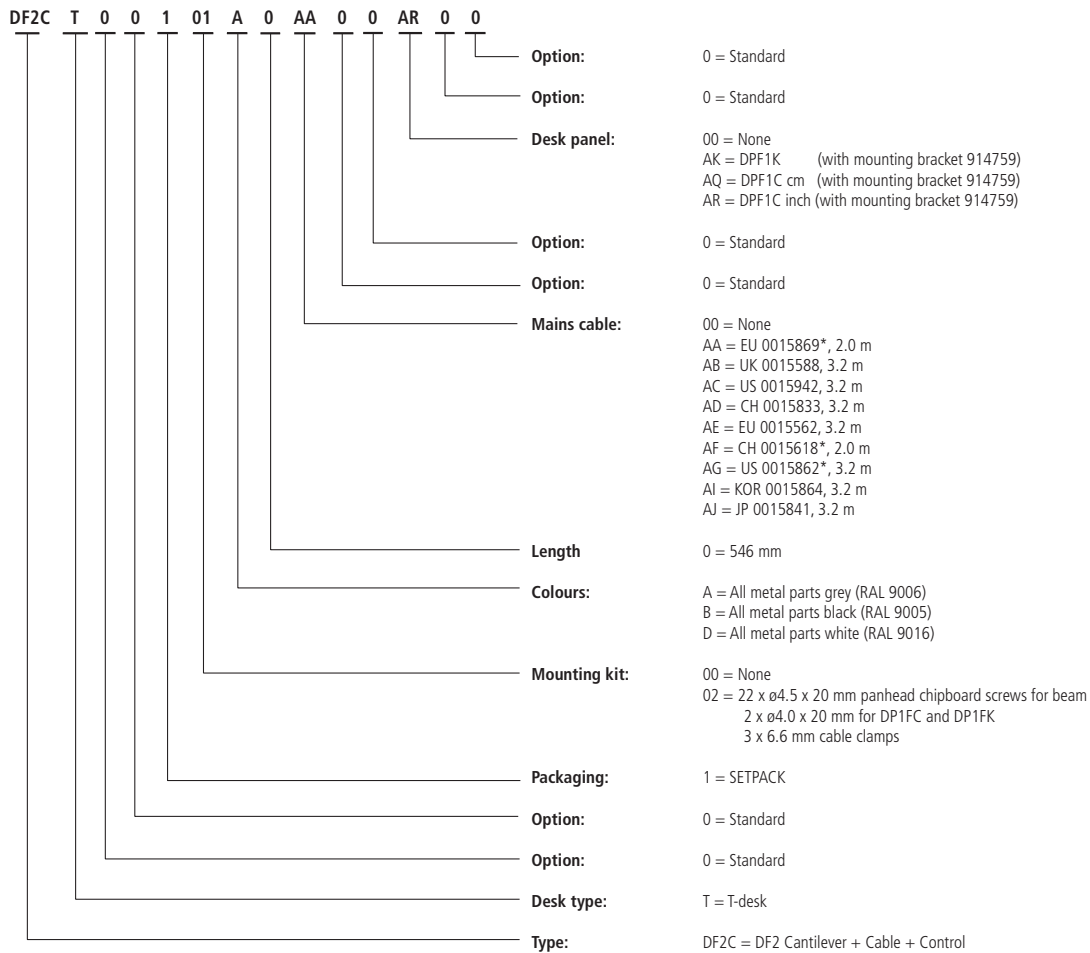 DF2C T 0 0 1 01 A 0 AA 0 0 AR 0 0
Option: 0 = Standard
Option: 0 = Standard
Desk panel: 00 = None
AK = DPF1K (with mounting bracket 914759)
AQ = DPF1C cm (with mounting bracket 914759)
AR = DPF1C inch (with mounting bracket 914759)
Option: 0 = Standard
Option: 0 = Standard
Mains cable: 00 = None
AA = EU 0015869*, 2.0 m
AB = UK 0015588, 3.2 m
AC = US 0015942, 3.2 m
AD = CH 0015833, 3.2 m
AE = EU 0015562, 3.2 m
AF = CH 0015618*, 2.0 m
AG = US 0015862*, 3.2 m
AI = KOR 0015864, 3.2 m
AJ = JP 0015841, 3.2 m
Length 0 = 546 mm
Colours: A = All metal parts grey (RAL 9006)
B = All metal parts black (RAL 9005)
D = All metal parts white (RAL 9016)
Mounting kit: 00 = None
02 = 22 x ø4.5 x 20 mm panhead chipboard screws for beam
2 x ø4.0 x 20 mm for DP1FC and DP1FK
3 x 6.6 mm cable clamps
Packaging: 1 = SETPACK
Option: 0 = Standard
Option: 0 = Standard
Desk type: T = T-desk
Type: DF2C = DF2 Cantilever + Cable + Control